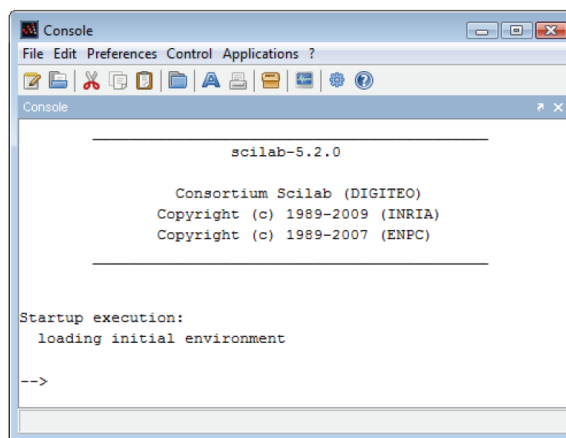 Console
File Edit Preferences Control Applications ?
Console
scilab-5.2.0
Consortium Scilab (DIGITEO)
Copyright (c) 1989-2009 (INRIA)
Copyright (c) 1989-2007 (ENPC)
Startup execution:
loading initial environment
-->